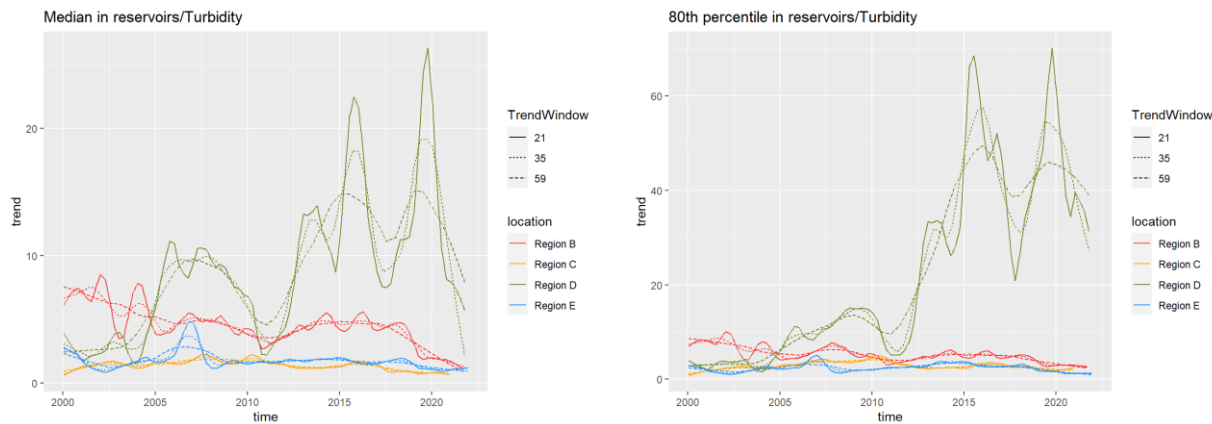 Median in reservoirs/Turbidity
20
10
0
trend
2000
2005
2010
2015
2020
time
TrendWindow
21
35
59
location
Region B
Region C
Region D
Region E
80th percentile in reservoirs/Turbidity
60
40
20
0
trend
2000
2005
2010
2015
2020
time
TrendWindow
21
35
59
location
Region B
Region C
Region D
Region E